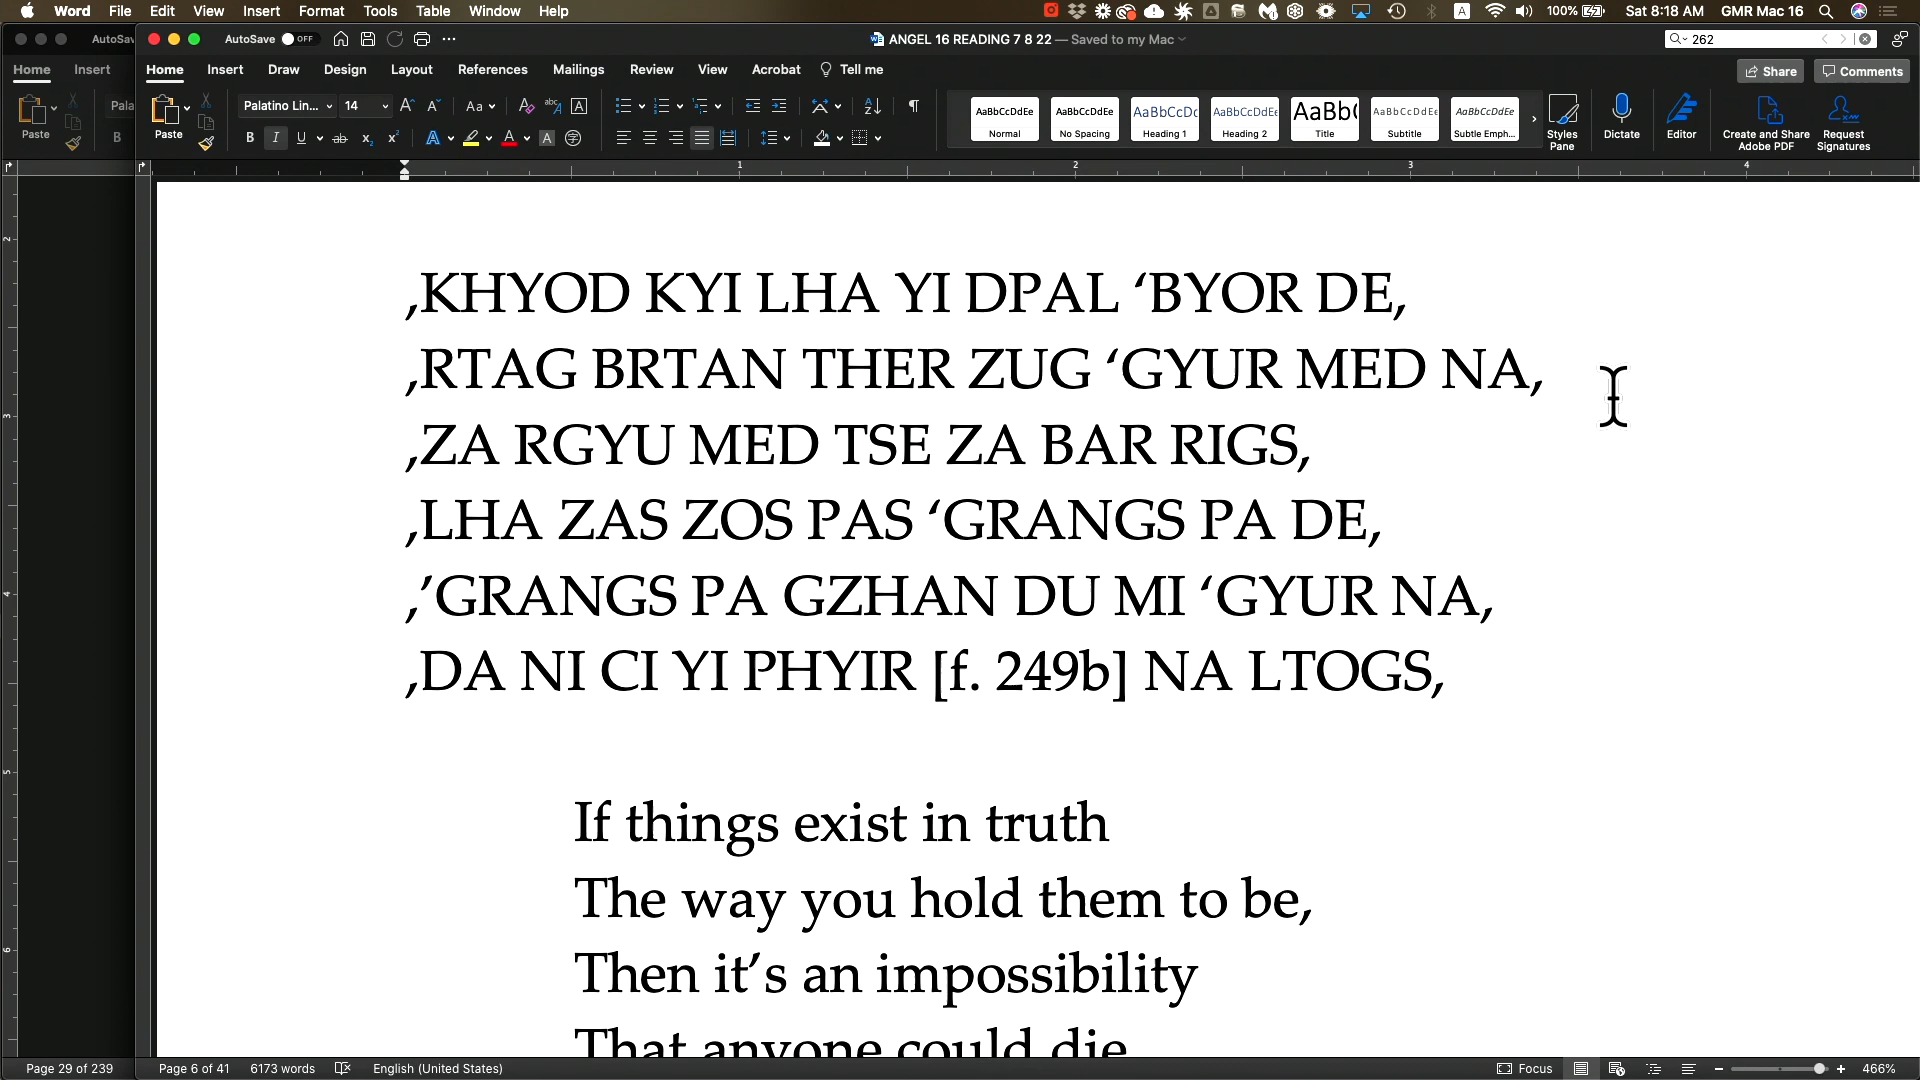 Word File Edit View Insert Format Tools Table Window Help 100% Sat 8:18 AM GMR Mac 16
AutoSave OFF ANGEL 16 READING 7 8 22 — Saved to my Mac 262
Home Insert Home Insert Draw Design Layout References Mailings Review View Acrobat Tell me Share Comments
Paste Pala Paste Palatino Lin... 14 AaBbCcDdEe Normal AaBbCcDdEe No Spacing AaBbCcDc Heading 1 AaBbCcDdEe Heading 2 AaBb( Title AaBbCcDdEe Subtitle AaBbCcDdEe Subtle Emph... Styles Pane Dictate Editor Create and Share Adobe PDF Request Signatures
1 2 3 4
,KHYOD KYI LHA YI DPAL ‘BYOR DE,
,RTAG BRTAN THER ZUG ‘GYUR MED NA,
,ZA RGYU MED TSE ZA BAR RIGS,
,LHA ZAS ZOS PAS ‘GRANGS PA DE,
,’GRANGS PA GZHAN DU MI ‘GYUR NA,
,DA NI CI YI PHYIR [f. 249b] NA LTOGS,
If things exist in truth
The way you hold them to be,
Then it’s an impossibility
That anyone could die
Page 29 of 239 Page 6 of 41 6173 words English (United States) Focus 466%